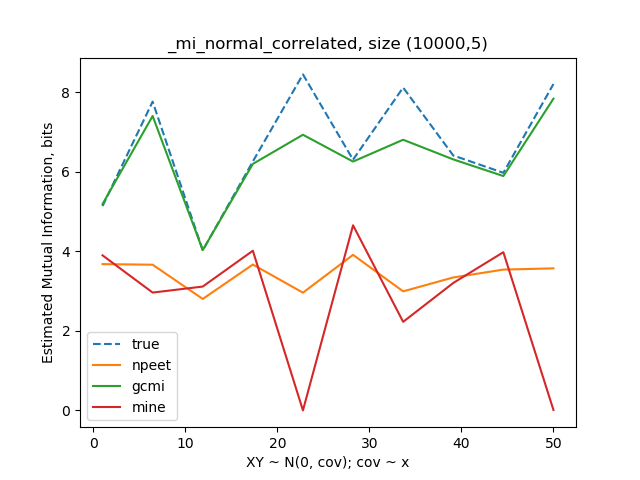 _mi_normal_correlated, size (10000,5)
Estimated Mutual Information, bits
8
6
4
2
0
true
npeet
gcmi
mine
0 10 20 30 40 50
XY ~ N(0, cov); cov ~ x